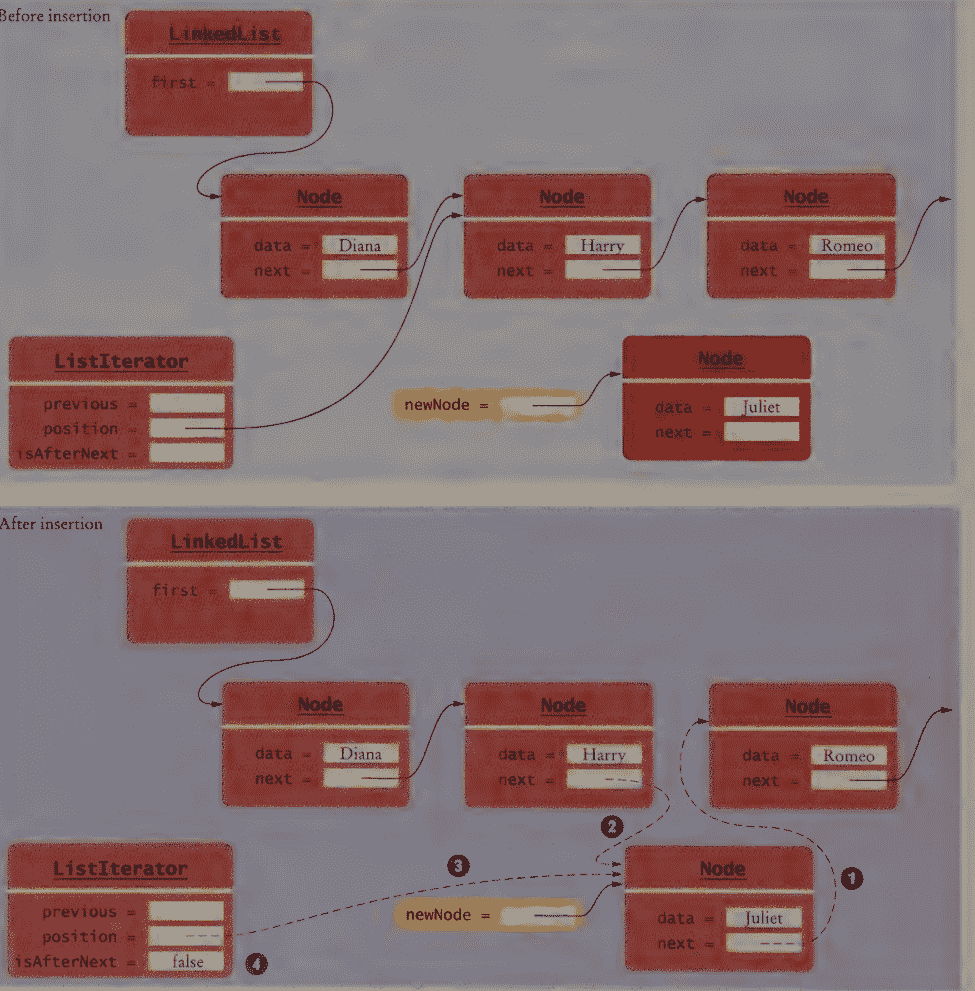 Before insertion
LinkedList
first =
Node
data = Diana
next =
Node
data = Harry
next =
Node
data = Romeo
next =
ListIterator
previous =
position =
isAfterNext =
newNode =
Node
data = Juliet
next =
After insertion
LinkedList
first =
Node
data = Diana
next =
Node
data = Harry
next =
Node
data = Romeo
next =
2
1
3
ListIterator
previous =
position =
isAfterNext = false
4
newNode =
Node
data = Juliet
next =